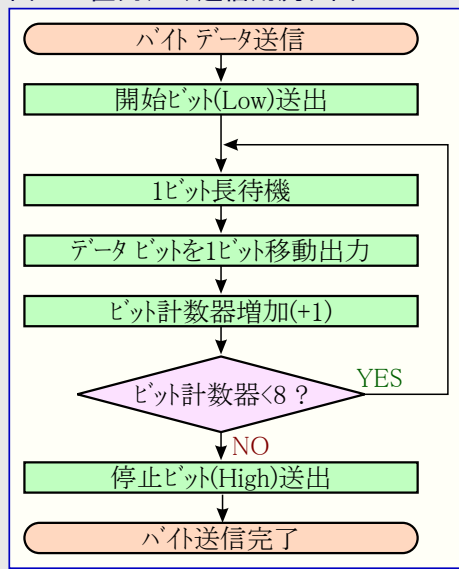 バイト データ送信
開始ビット(Low)送出
1ビット長待機
データ ビットを1ビット移動出力
ビット計数器増加(+1)
ビット計数器<8 ?
YES
NO
停止ビット(High)送出
バイト送信完了